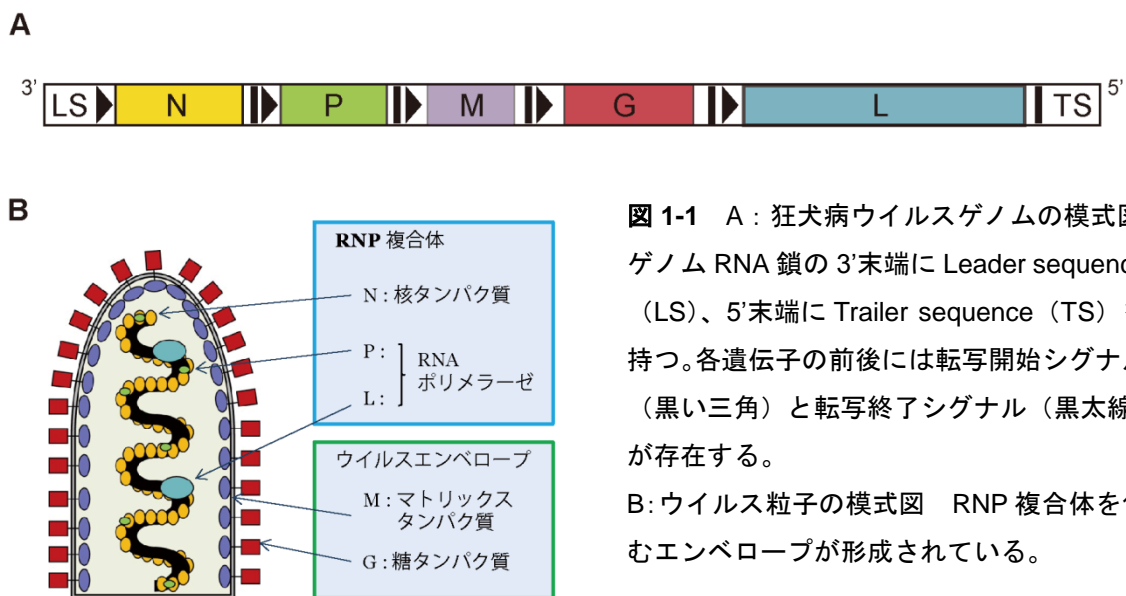 A
3' LS N P M G L TS 5'
B
RNP 複合体
N : 核タンパク質
P :
L :
RNA
ポリメラーゼ
ウイルスエンベロープ
M : マトリックス
タンパク質
G : 糖タンパク質
図 1-1 A : 狂犬病ウイルスゲノムの模式図
ゲノム RNA 鎖の 3'末端に Leader sequenc
（LS）、5'末端に Trailer sequence（TS）
持つ。各遺伝子の前後には転写開始シグナル
（黒い三角）と転写終了シグナル（黒太線
が存在する。
B : ウイルス粒子の模式図 RNP 複合体を
むエンベロープが形成されている。